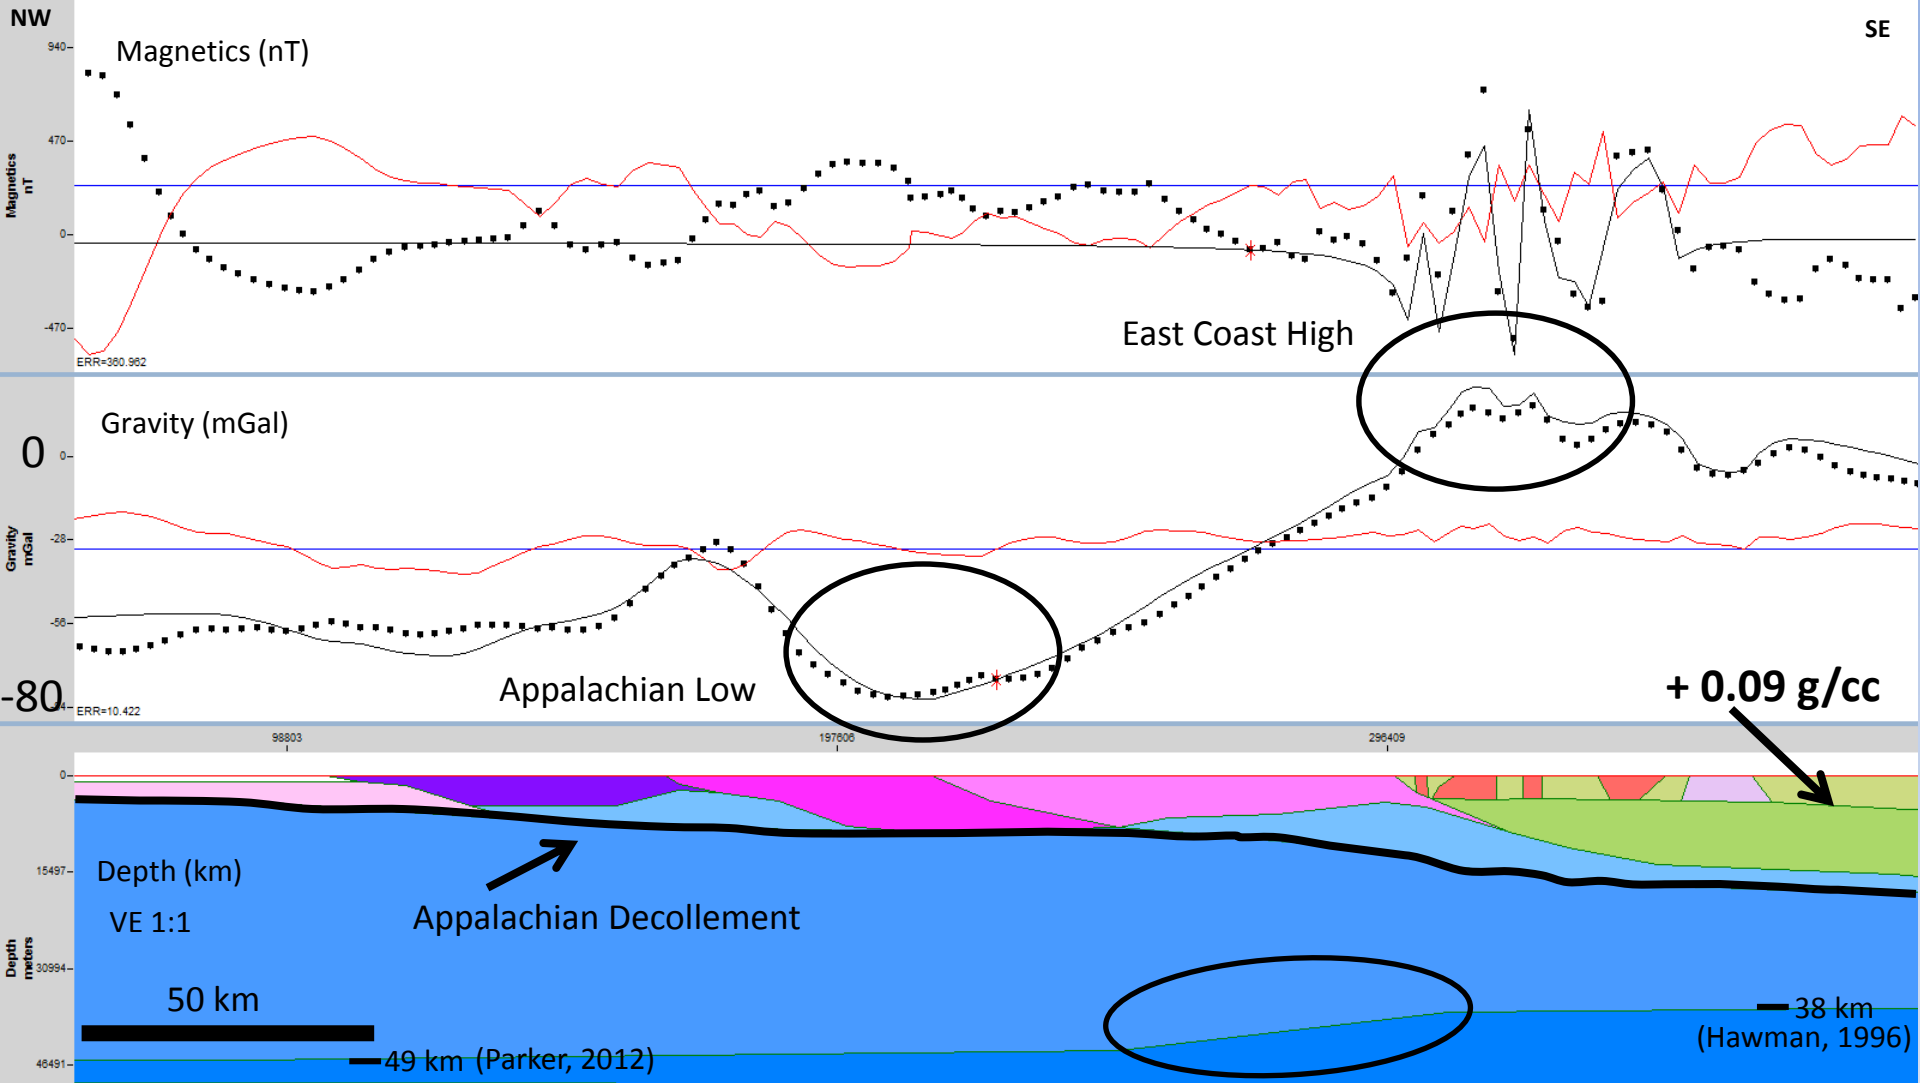 NW
SE
Magnetics (nT)
940
470
0
-470
Magnetics
nT
ERR=360.962
East Coast High
Gravity (mGal)
0
0
-28
-56
-80
Gravity
mGal
ERR=10.422
Appalachian Low
+ 0.09 g/cc
98803
197606
296409
0
15497
30994
46491
Depth
meters
Depth (km)
VE 1:1
Appalachian Decollement
50 km
49 km (Parker, 2012)
38 km
(Hawman, 1996)